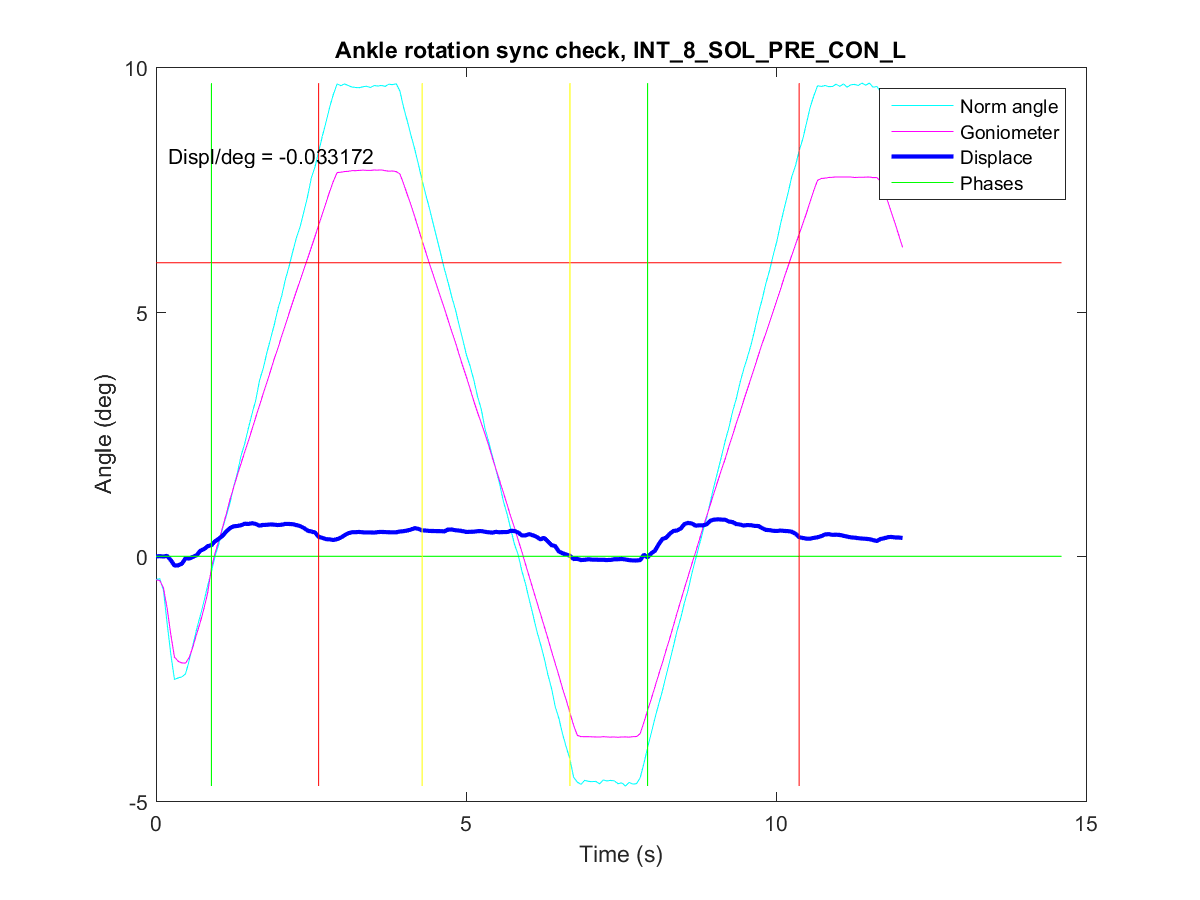 Ankle rotation sync check, INT_8_SOL_PRE_CON_L
10
Norm angle
Goniometer
Displ/deg = -0.033172
Displace
Phases
5
Angle (deg)
0
-5
0
5
10
15
Time (s)